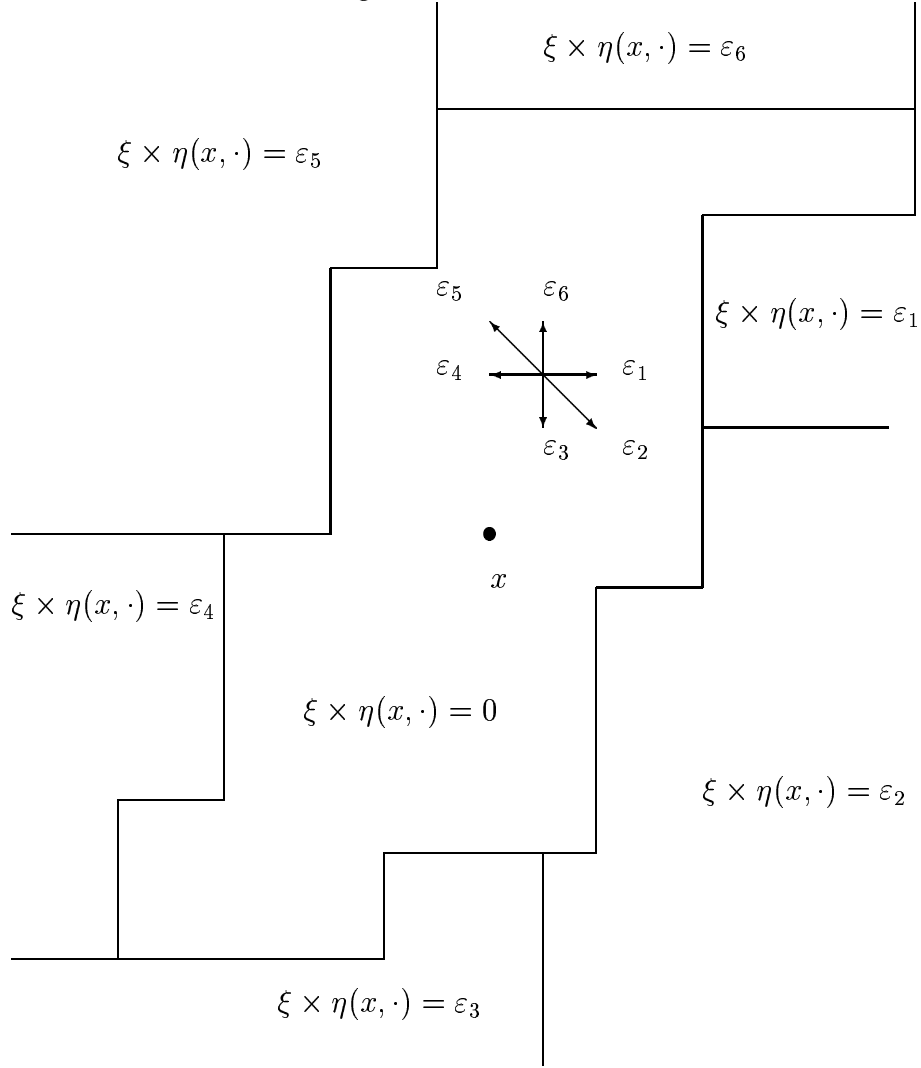 ξ × η(x, ·) = ε₆
ξ × η(x, ·) = ε₅
ε₅ ε₆
ξ × η(x, ·) = ε₁
ε₄ ε₁
ε₃ ε₂
x
ξ × η(x, ·) = ε₄
ξ × η(x, ·) = 0
ξ × η(x, ·) = ε₂
ξ × η(x, ·) = ε₃